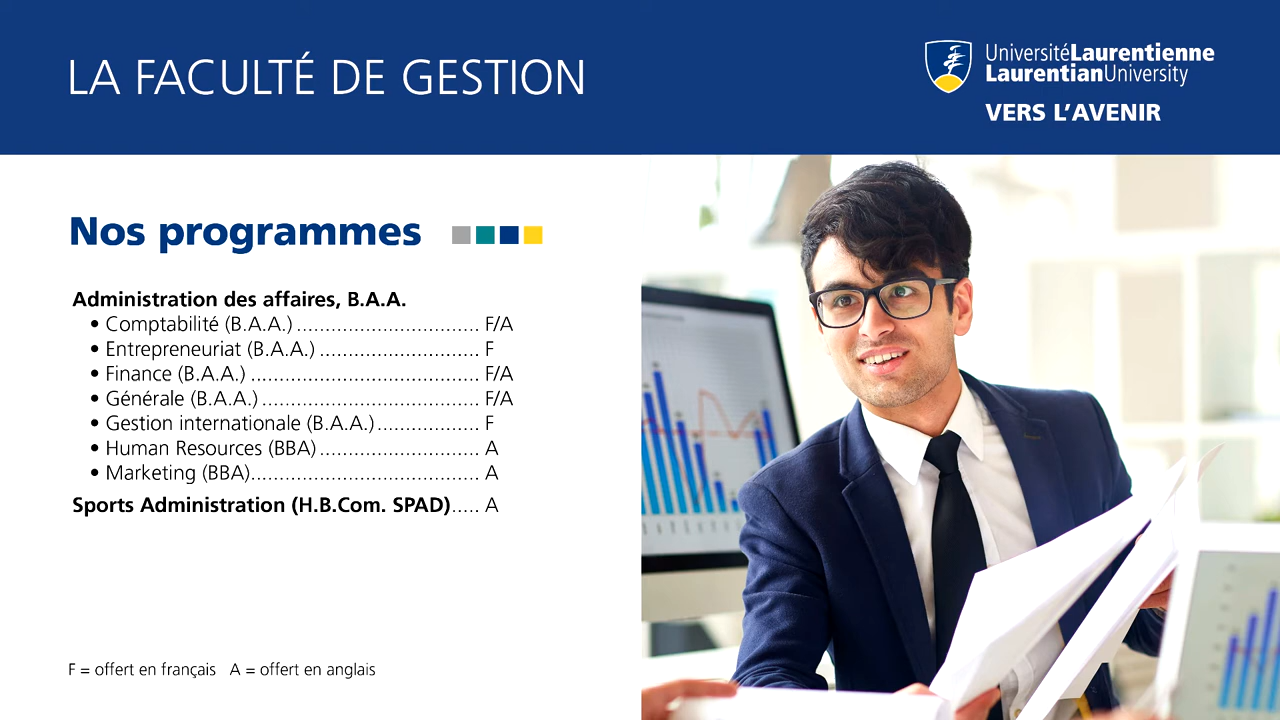 LA FACULTÉ DE GESTION
UniversitéLaurentienne
LaurentianUniversity
VERS L'AVENIR
Nos programmes
Administration des affaires, B.A.A.
• Comptabilité (B.A.A.) ................................ F/A
• Entrepreneuriat (B.A.A.) ............................ F
• Finance (B.A.A.) ........................................ F/A
• Générale (B.A.A.) ...................................... F/A
• Gestion internationale (B.A.A.).................. F
• Human Resources (BBA) ............................ A
• Marketing (BBA)........................................ A
Sports Administration (H.B.Com. SPAD)..... A
F = offert en français A = offert en anglais